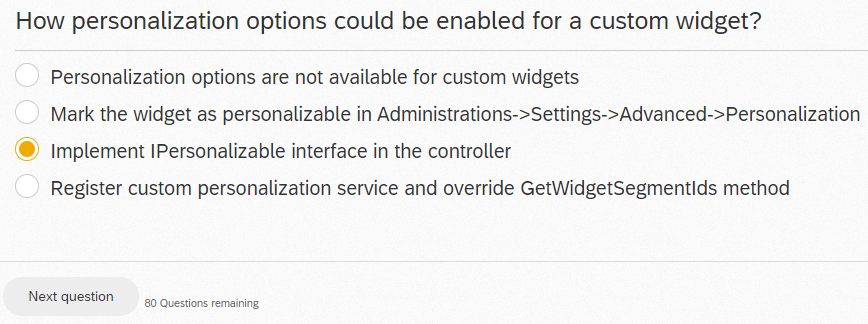 How personalization options could be enabled for a custom widget?
Personalization options are not available for custom widgets
Mark the widget as personalizable in Administrations->Settings->Advanced->Personalization
Implement IPersonalizable interface in the controller
Register custom personalization service and override GetWidgetSegmentIds method
Next question
80 Questions remaining